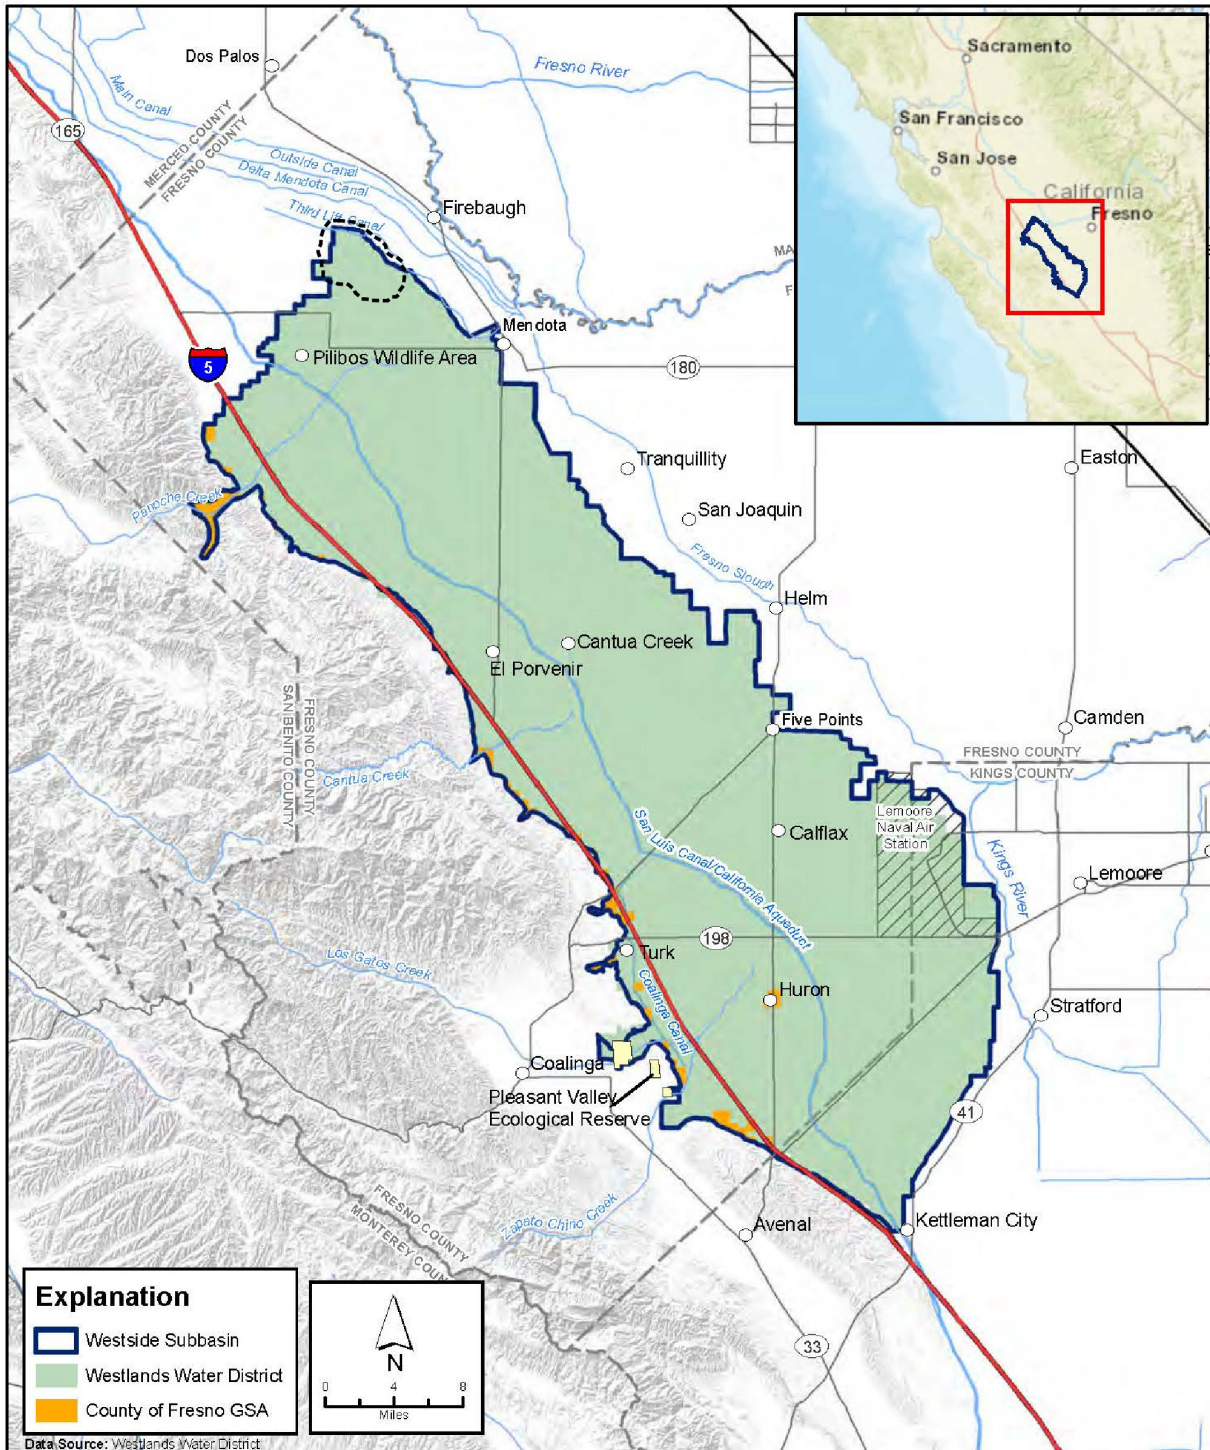 Dos Palos
Fresno River
Main Canal
165
MERCED COUNTY
FRESNO COUNTY
Outside Canal
Delta Mendota Canal
Third Lift Canal
Firebaugh
MA
F
Sacramento
San Francisco
San Jose
California
Fresno
Mendota
Pilibos Wildlife Area
5
180
Tranquillity
Easton
Panoche Creek
San Joaquin
Fresno Slough
Helm
Cantua Creek
El Porvenir
FRESNO COUNTY
SAN BENITO COUNTY
Five Points
Camden
FRESNO COUNTY
KINGS COUNTY
Cantua Creek
Lemoore
Naval Air
Station
Calflax
San Luis Canal/California Aqueduct
Kings River
Lemoore
Los Gatos Creek
198
Turk
Coalinga Canal
Huron
Stratford
Coalinga
Pleasant Valley
Ecological Reserve
41
Zapato Chino Creek
Avenal
Kettleman City
FRESNO COUNTY
MONTEREY COUNTY
33
Explanation
Westside Subbasin
Westlands Water District
County of Fresno GSA
N
0 4 8
Miles
Data Source: Westlands Water District